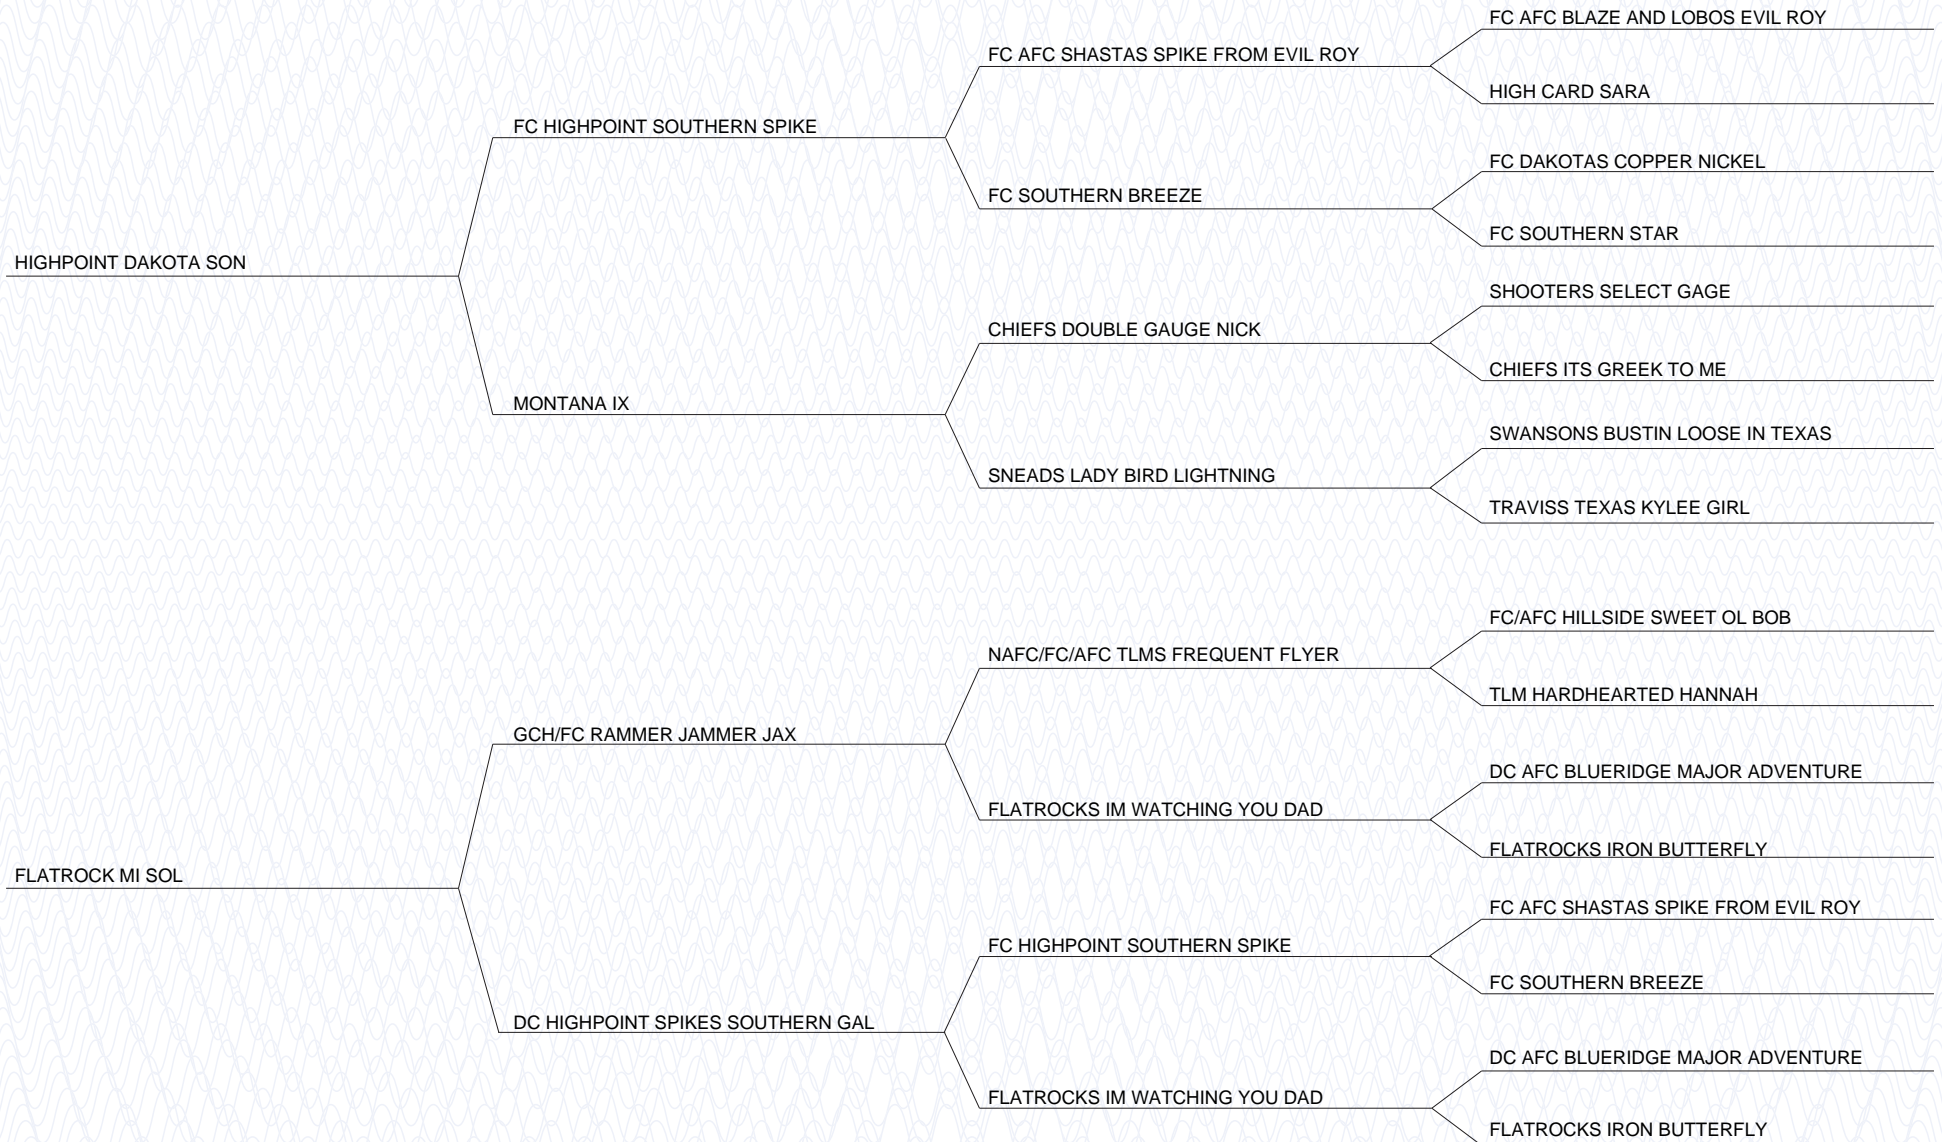 FC AFC BLAZE AND LOBOS EVIL ROY
FC AFC SHASTAS SPIKE FROM EVIL ROY
HIGH CARD SARA
FC HIGHPOINT SOUTHERN SPIKE
FC DAKOTAS COPPER NICKEL
FC SOUTHERN BREEZE
FC SOUTHERN STAR
HIGHPOINT DAKOTA SON
SHOOTERS SELECT GAGE
CHIEFS DOUBLE GAUGE NICK
CHIEFS ITS GREEK TO ME
MONTANA IX
SWANSONS BUSTIN LOOSE IN TEXAS
SNEADS LADY BIRD LIGHTNING
TRAVISS TEXAS KYLEE GIRL
FC/AFC HILLSIDE SWEET OL BOB
NAFC/FC/AFC TLMS FREQUENT FLYER
TLM HARDHEARTED HANNAH
GCH/FC RAMMER JAMMER JAX
DC AFC BLUERIDGE MAJOR ADVENTURE
FLATROCKS IM WATCHING YOU DAD
FLATROCKS IRON BUTTERFLY
FLATROCK MI SOL
FC AFC SHASTAS SPIKE FROM EVIL ROY
FC HIGHPOINT SOUTHERN SPIKE
FC SOUTHERN BREEZE
DC HIGHPOINT SPIKES SOUTHERN GAL
DC AFC BLUERIDGE MAJOR ADVENTURE
FLATROCKS IM WATCHING YOU DAD
FLATROCKS IRON BUTTERFLY